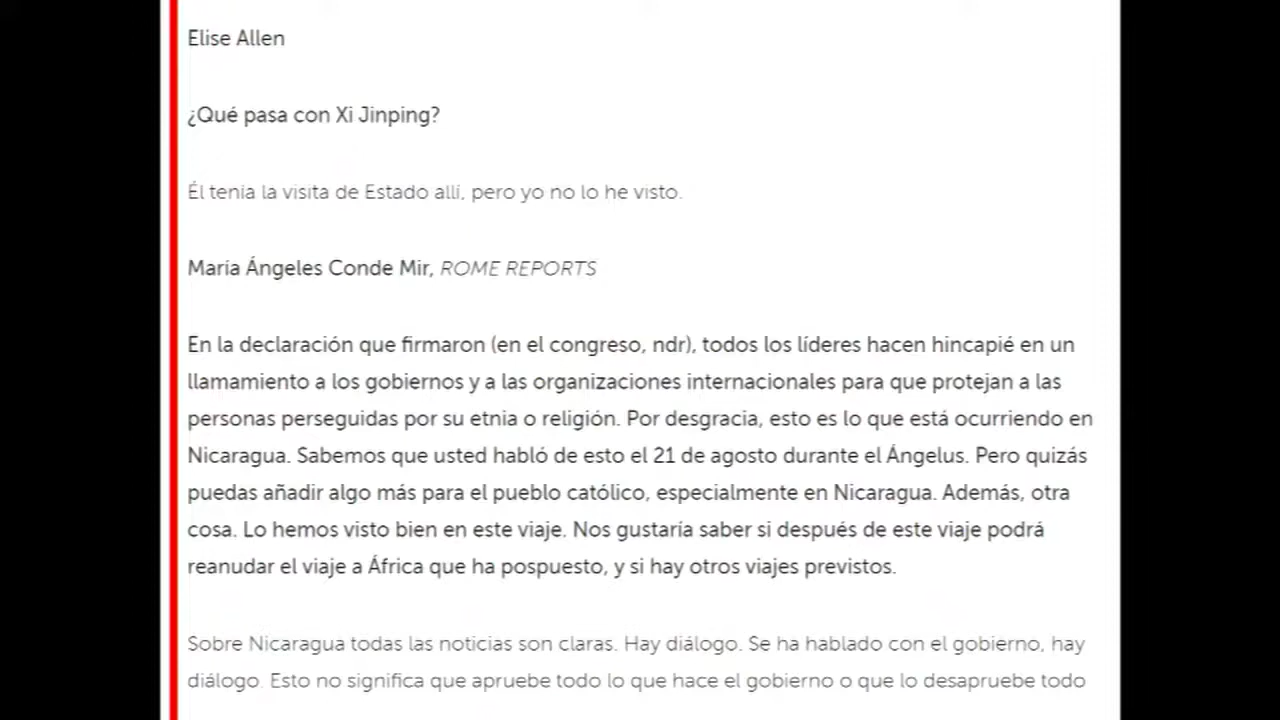 Elise Allen
¿Qué pasa con Xi Jinping?
Él tenía la visita de Estado allí, pero yo no lo he visto.
María Ángeles Conde Mir, ROME REPORTS
En la declaración que firmaron (en el congreso, ndr), todos los líderes hacen hincapié en un
llamamiento a los gobiernos y a las organizaciones internacionales para que protejan a las
personas perseguidas por su etnia o religión. Por desgracia, esto es lo que está ocurriendo en
Nicaragua. Sabemos que usted habló de esto el 21 de agosto durante el Ángelus. Pero quizás
puedas añadir algo más para el pueblo católico, especialmente en Nicaragua. Además, otra
cosa. Lo hemos visto bien en este viaje. Nos gustaría saber si después de este viaje podrá
reanudar el viaje a África que ha pospuesto, y si hay otros viajes previstos.
Sobre Nicaragua todas las noticias son claras. Hay diálogo. Se ha hablado con el gobierno, hay
diálogo. Esto no significa que apruebe todo lo que hace el gobierno o que lo desapruebe todo